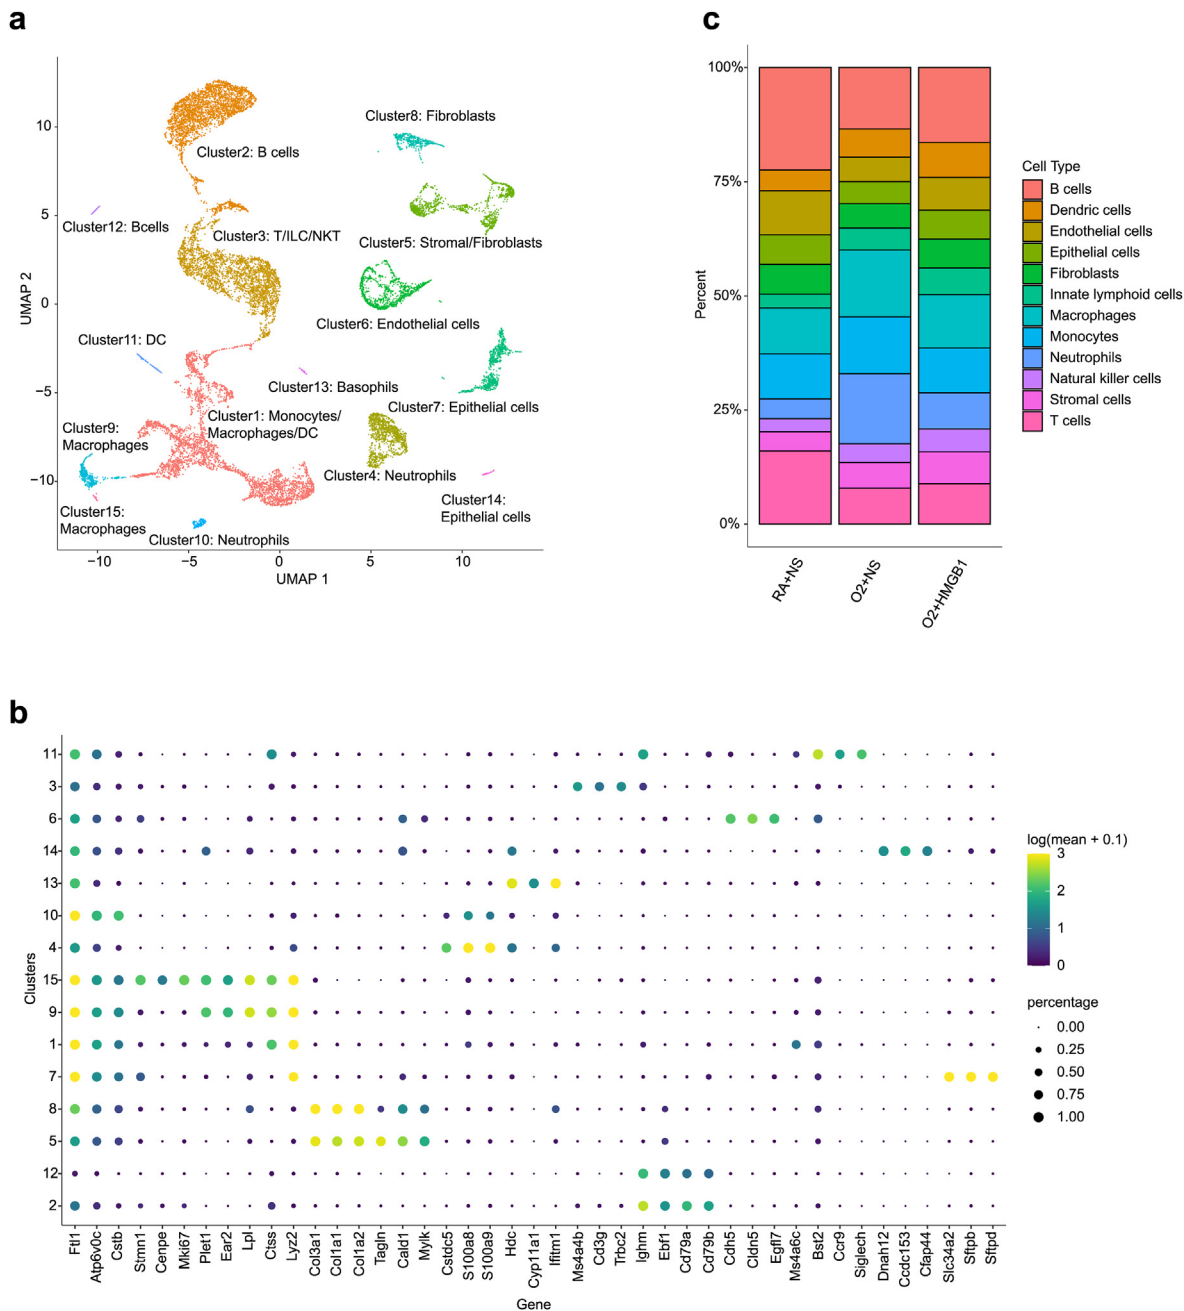 a
UMAP 2
10
5
0
−5
−10
Cluster8: Fibroblasts
Cluster2: B cells
Cluster12: Bcells
Cluster3: T/ILC/NKT
Cluster5: Stromal/Fibroblasts
Cluster6: Endothelial cells
Cluster11: DC
Cluster13: Basophils
Cluster7: Epithelial cells
Cluster1: Monocytes/
Macrophages/DC
Cluster9:
Macrophages
Cluster4: Neutrophils
Cluster14:
Epithelial cells
Cluster15:
Macrophages
Cluster10: Neutrophils
−10
−5
0
5
10
UMAP 1
c
Percent
100%
75%
50%
25%
0%
RA+NS
O2+NS
O2+HMGB1
Cell Type
B cells
Dendric cells
Endothelial cells
Epithelial cells
Fibroblasts
Innate lymphoid cells
Macrophages
Monocytes
Neutrophils
Natural killer cells
Stromal cells
T cells
b
Clusters
11
3
6
14
13
10
4
15
9
1
7
8
5
12
2
Ftl1
Atp6v0c
Cstb
Stmn1
Cenpe
Mki67
Plet1
Ear2
Lpl
Ctss
Lyz2
Col3a1
Col1a1
Col1a2
Tagln
Cald1
Mylk
Cstdc5
S100a8
S100a9
Hdc
Cyp11a1
Ifitm1
Ms4a4b
Cd3g
Trbc2
Ighm
Ebf1
Cd79a
Cd79b
Cdh5
Cldn5
Egfl7
Ms4a6c
Bst2
Ccr9
Siglech
Dnah12
Ccdc153
Cfap44
Slc34a2
Sftpb
Sftpd
Gene
log(mean + 0.1)
3
2
1
0
percentage
0.00
0.25
0.50
0.75
1.00